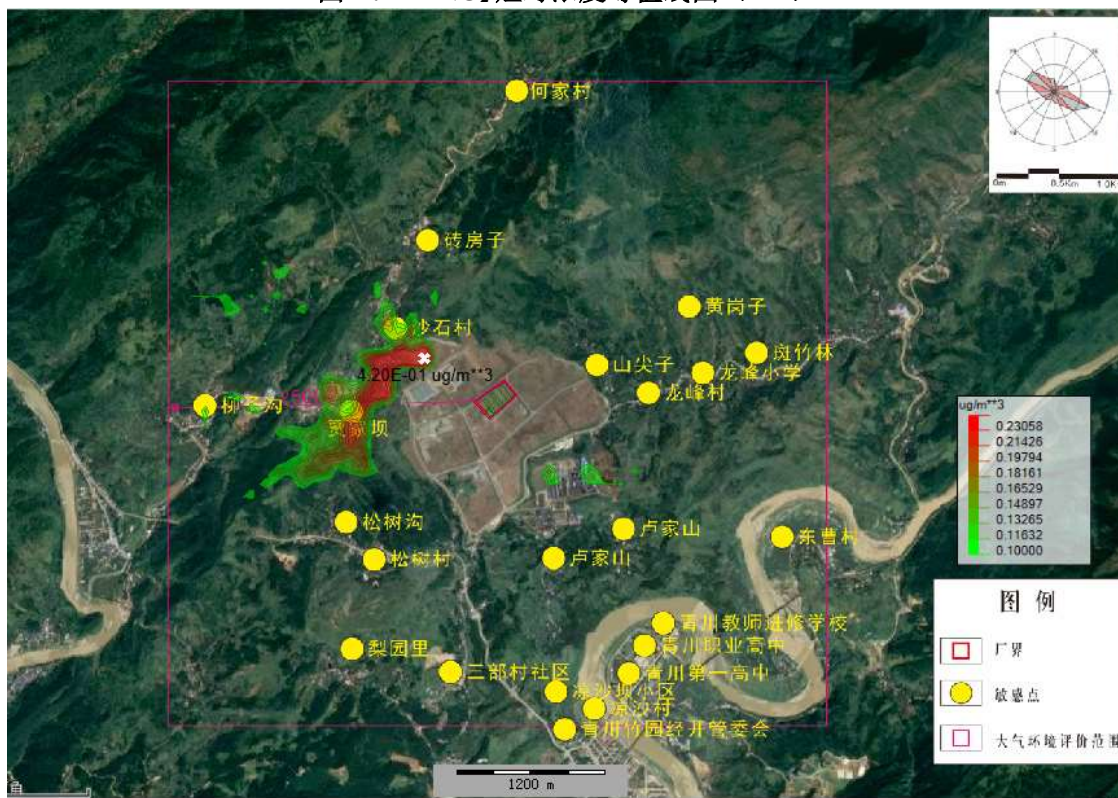 何家村
砖房子
沙石村
黄岗子
斑竹林
山尖子
龙峰小学
龙峰村
4.20E-01 ug/m**3
柳子沟
贾家坝
松树沟
松树村
卢家山
卢家山
东曹村
梨园里
三部村社区
青川教师进修学校
青川职业高中
青川第一高中
凉沙坝小区
凉沙村
青川竹园经开管委会
0m 0.5Km 1.0K
ug/m**3
0.23058
0.21426
0.19794
0.18161
0.16529
0.14897
0.13265
0.11632
0.10000
图 例
厂界
敏感点
大气环境评价范围
1200 m